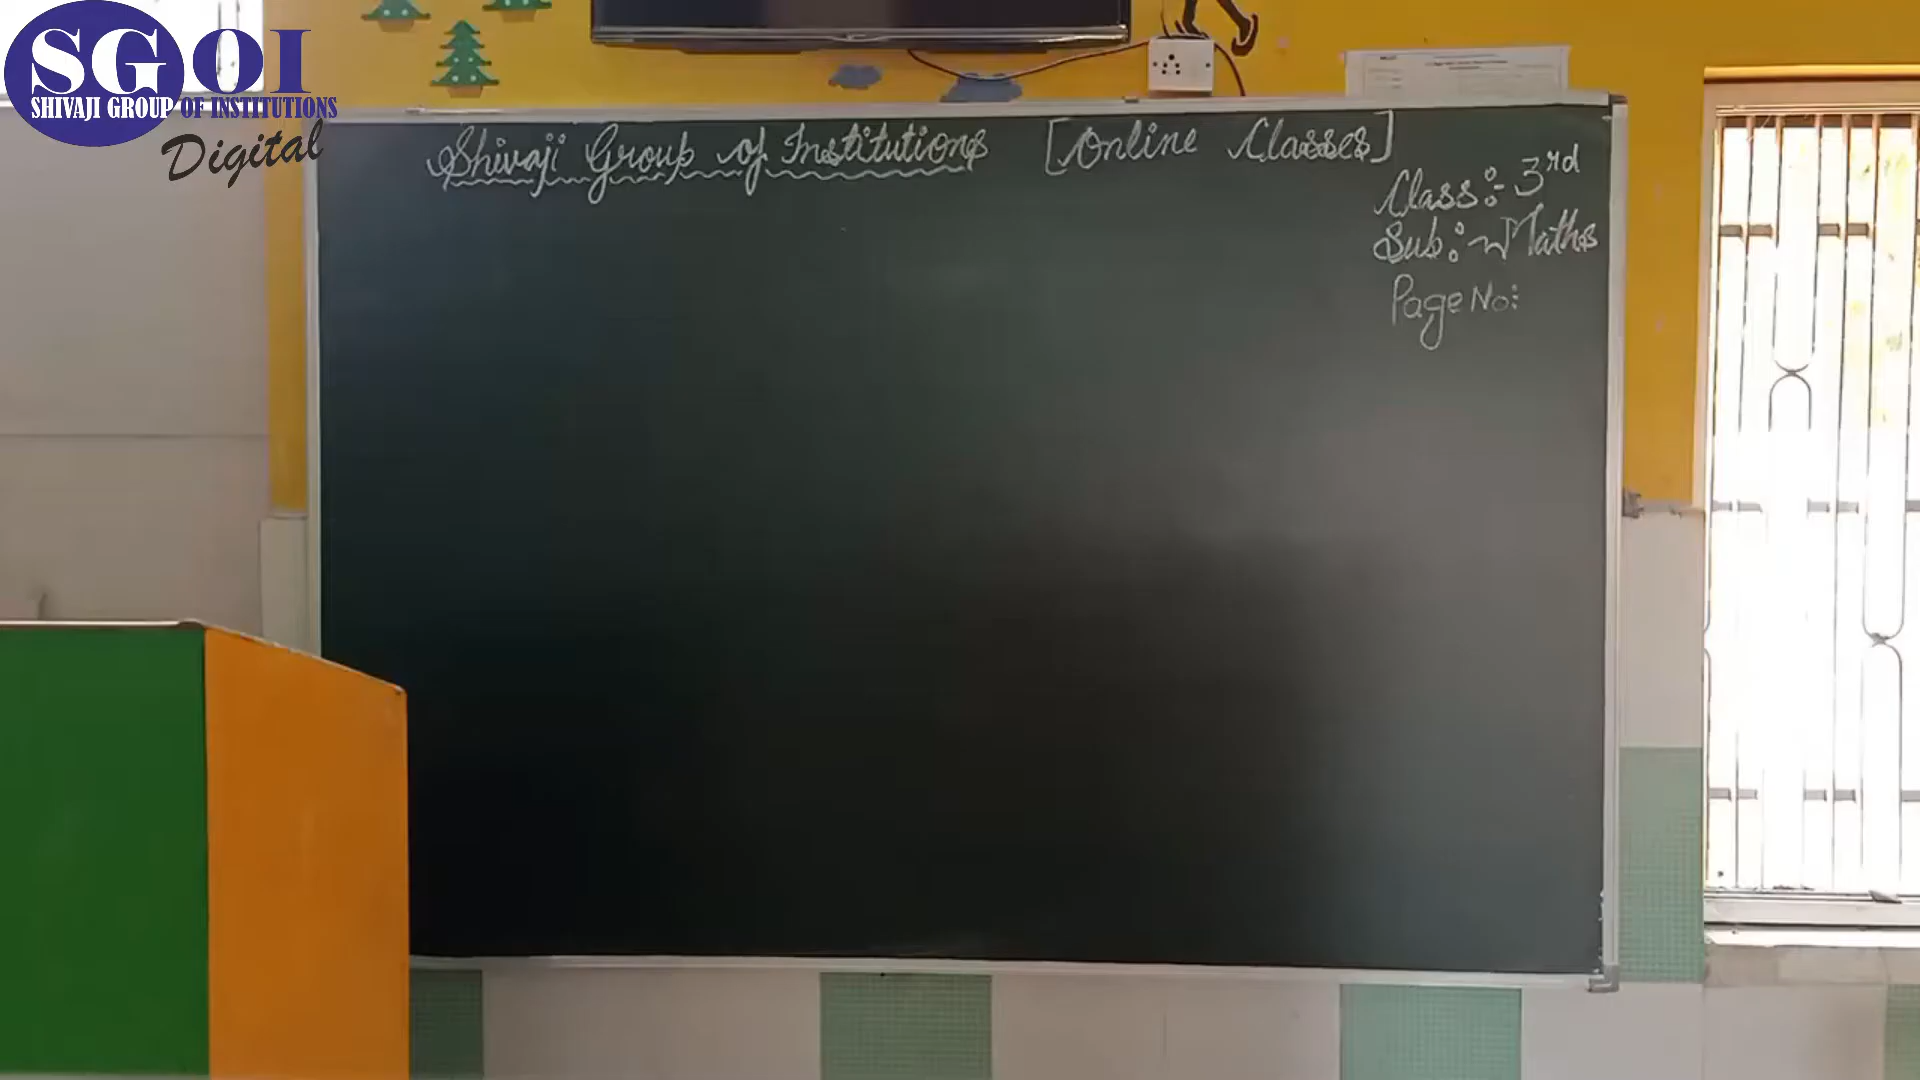 SGOI
SHIVAJI GROUP OF INSTITUTIONS
Digital
Shivaji Group of Institutions [Online Classes]
Class:- 3rd
Sub:- Maths
Page No: